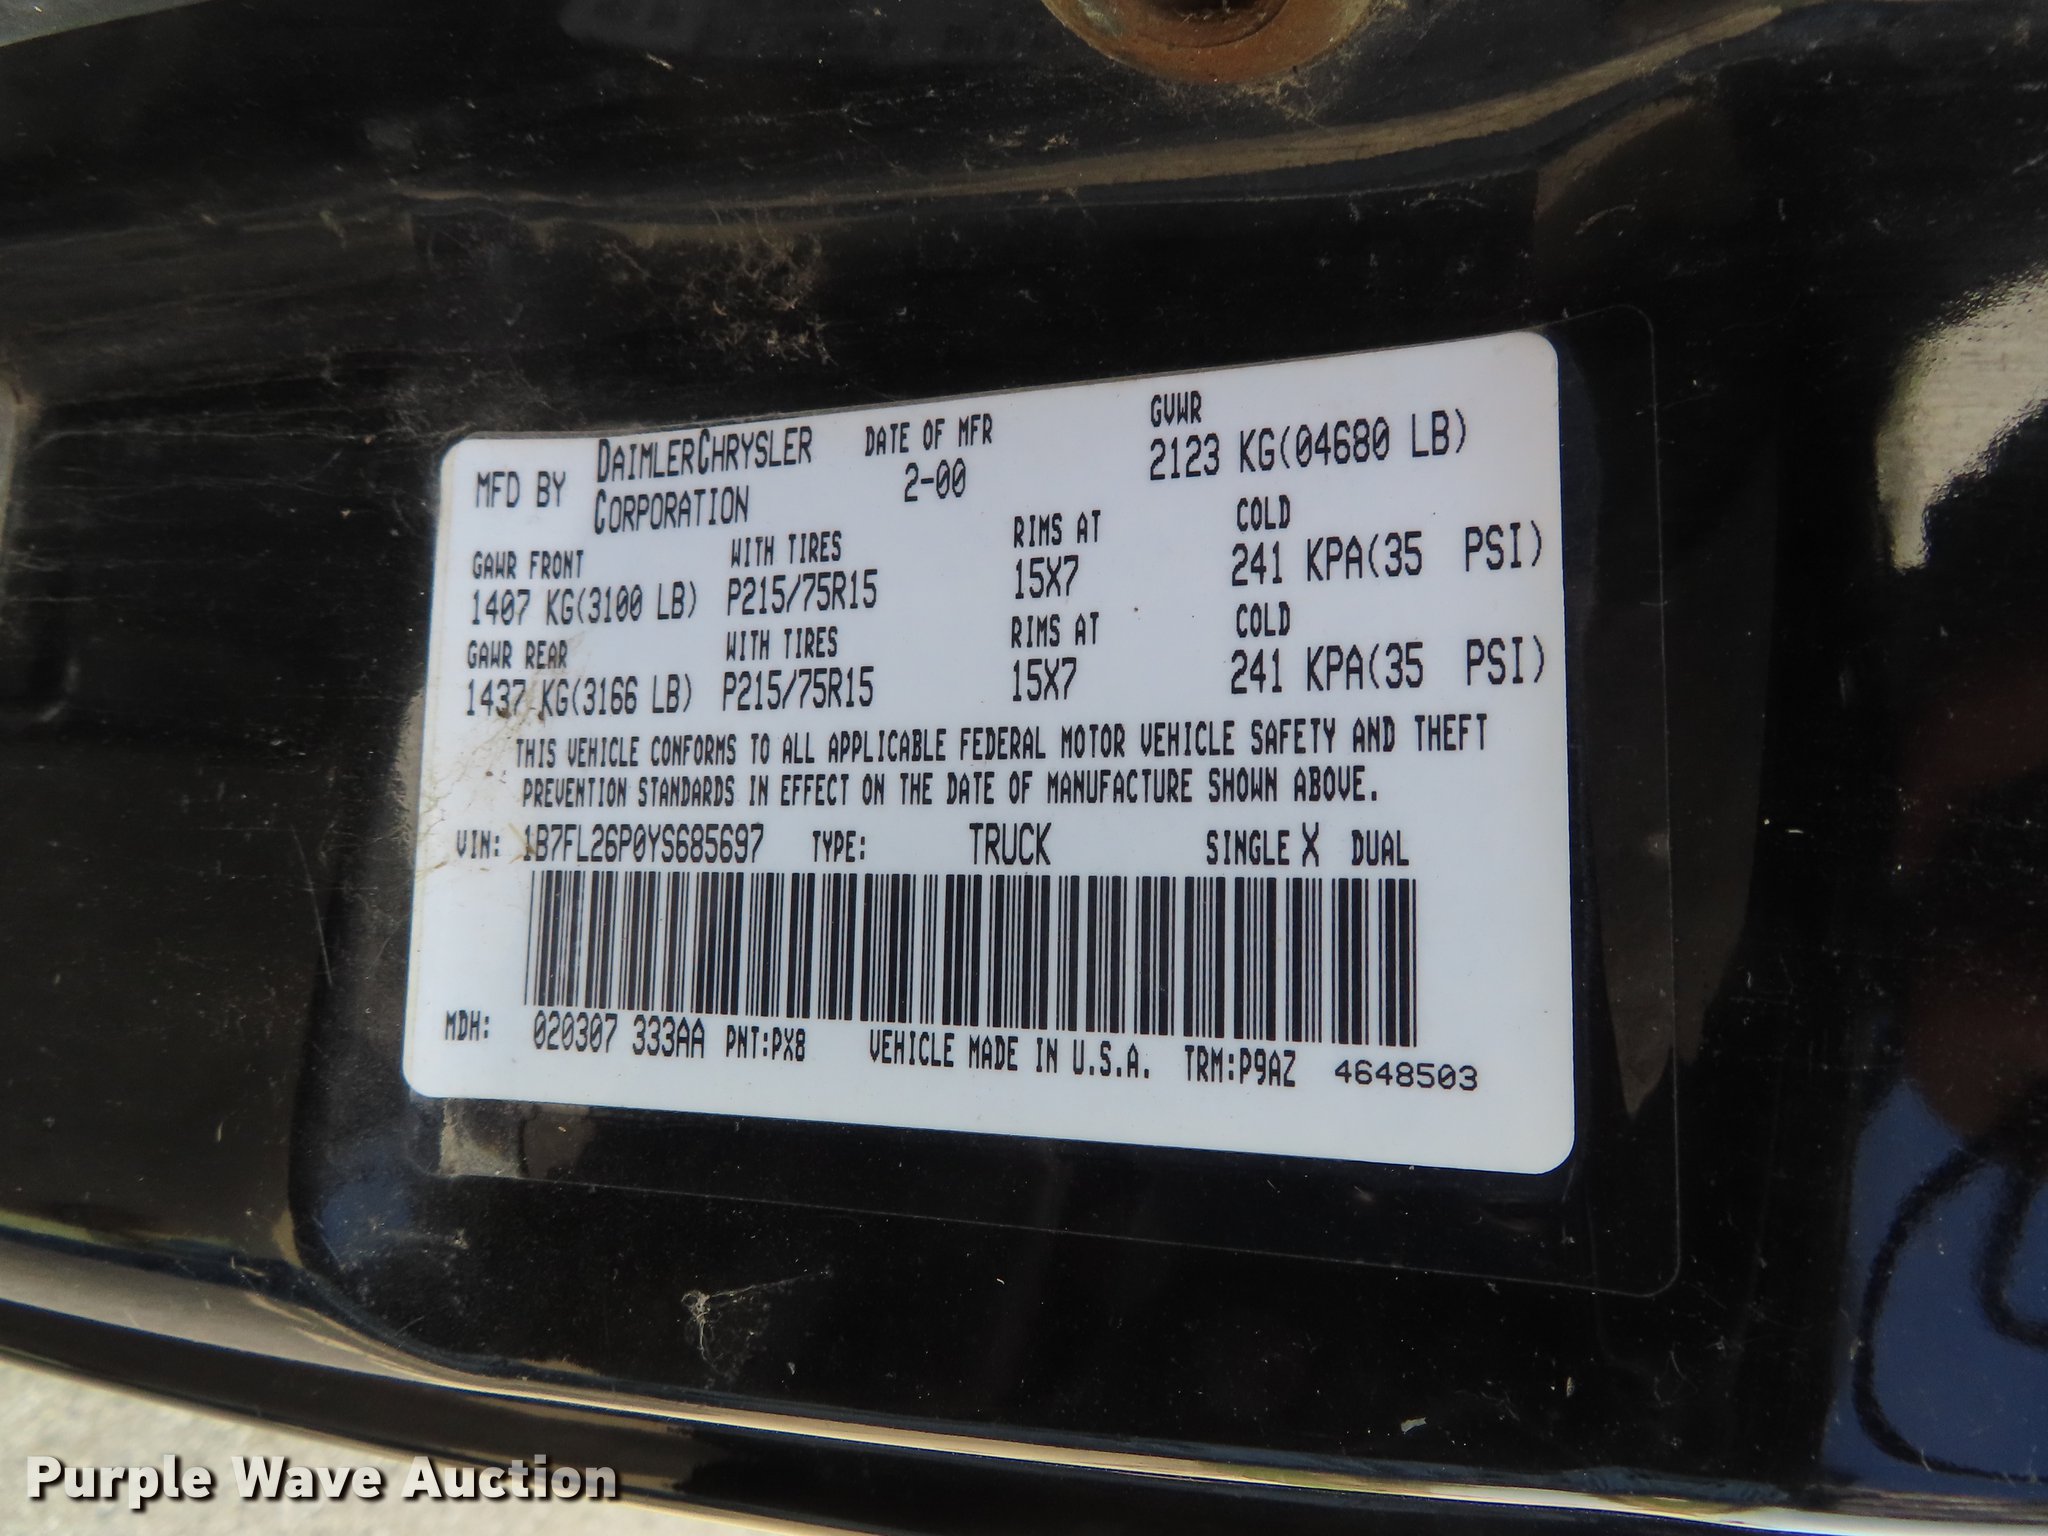 MFD BY DAIMLERCHRYSLER CORPORATION DATE OF MFR 2-00 GVWR 2123 KG(04680 LB)
GAWR FRONT WITH TIRES RIMS AT COLD
1407 KG(3100 LB) P215/75R15 15X7 241 KPA(35 PSI)
GAWR REAR WITH TIRES RIMS AT COLD
1437 KG(3166 LB) P215/75R15 15X7 241 KPA(35 PSI)
THIS VEHICLE CONFORMS TO ALL APPLICABLE FEDERAL MOTOR VEHICLE SAFETY AND THEFT
PREVENTION STANDARDS IN EFFECT ON THE DATE OF MANUFACTURE SHOWN ABOVE.
VIN: 1B7FL26P0YS685697 TYPE: TRUCK SINGLE X DUAL
MDH: 020307 333AA PNT:PX8 VEHICLE MADE IN U.S.A. TRM:P9AZ 4648503
Purple Wave Auction